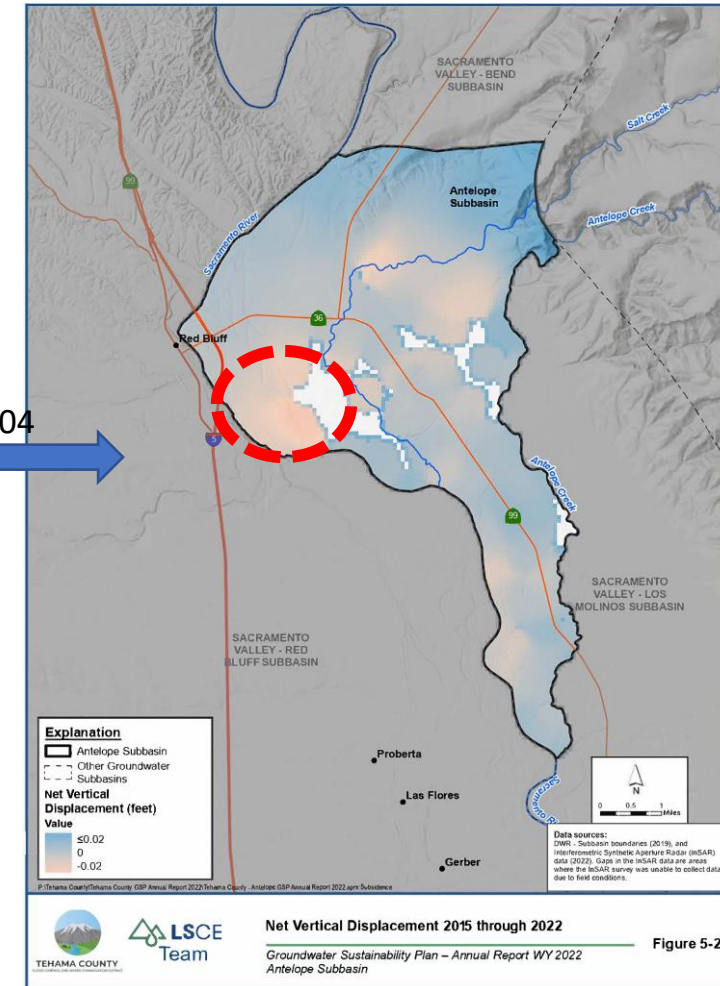 SACRAMENTO
VALLEY - BEND
SUBBASIN
Salt Creek
99
Antelope
Subbasin
Antelope Creek
Sacramento River
36
Red Bluff
04
5
Antelope Creek
99
SACRAMENTO
VALLEY - LOS
MOLINOS SUBBASIN
SACRAMENTO
VALLEY - RED
BLUFF SUBBASIN
Explanation
Antelope Subbasin
Other Groundwater
Subbasins
Net Vertical
Displacement (feet)
Value
≤0.02
0
-0.02
Proberta
Las Flores
Gerber
Sacramento
N
0 0.5 1
Miles
Data sources:
DWR - Subbasin boundaries (2019), and
Interferometric Synthetic Aperture Radar (InSAR)
data (2022). Gaps in the InSAR data are areas
where the InSAR survey was unable to collect data
due to field conditions.
TEHAMA COUNTY
LSCE
Team
Net Vertical Displacement 2015 through 2022
Groundwater Sustainability Plan – Annual Report WY 2022
Antelope Subbasin
Figure 5-2